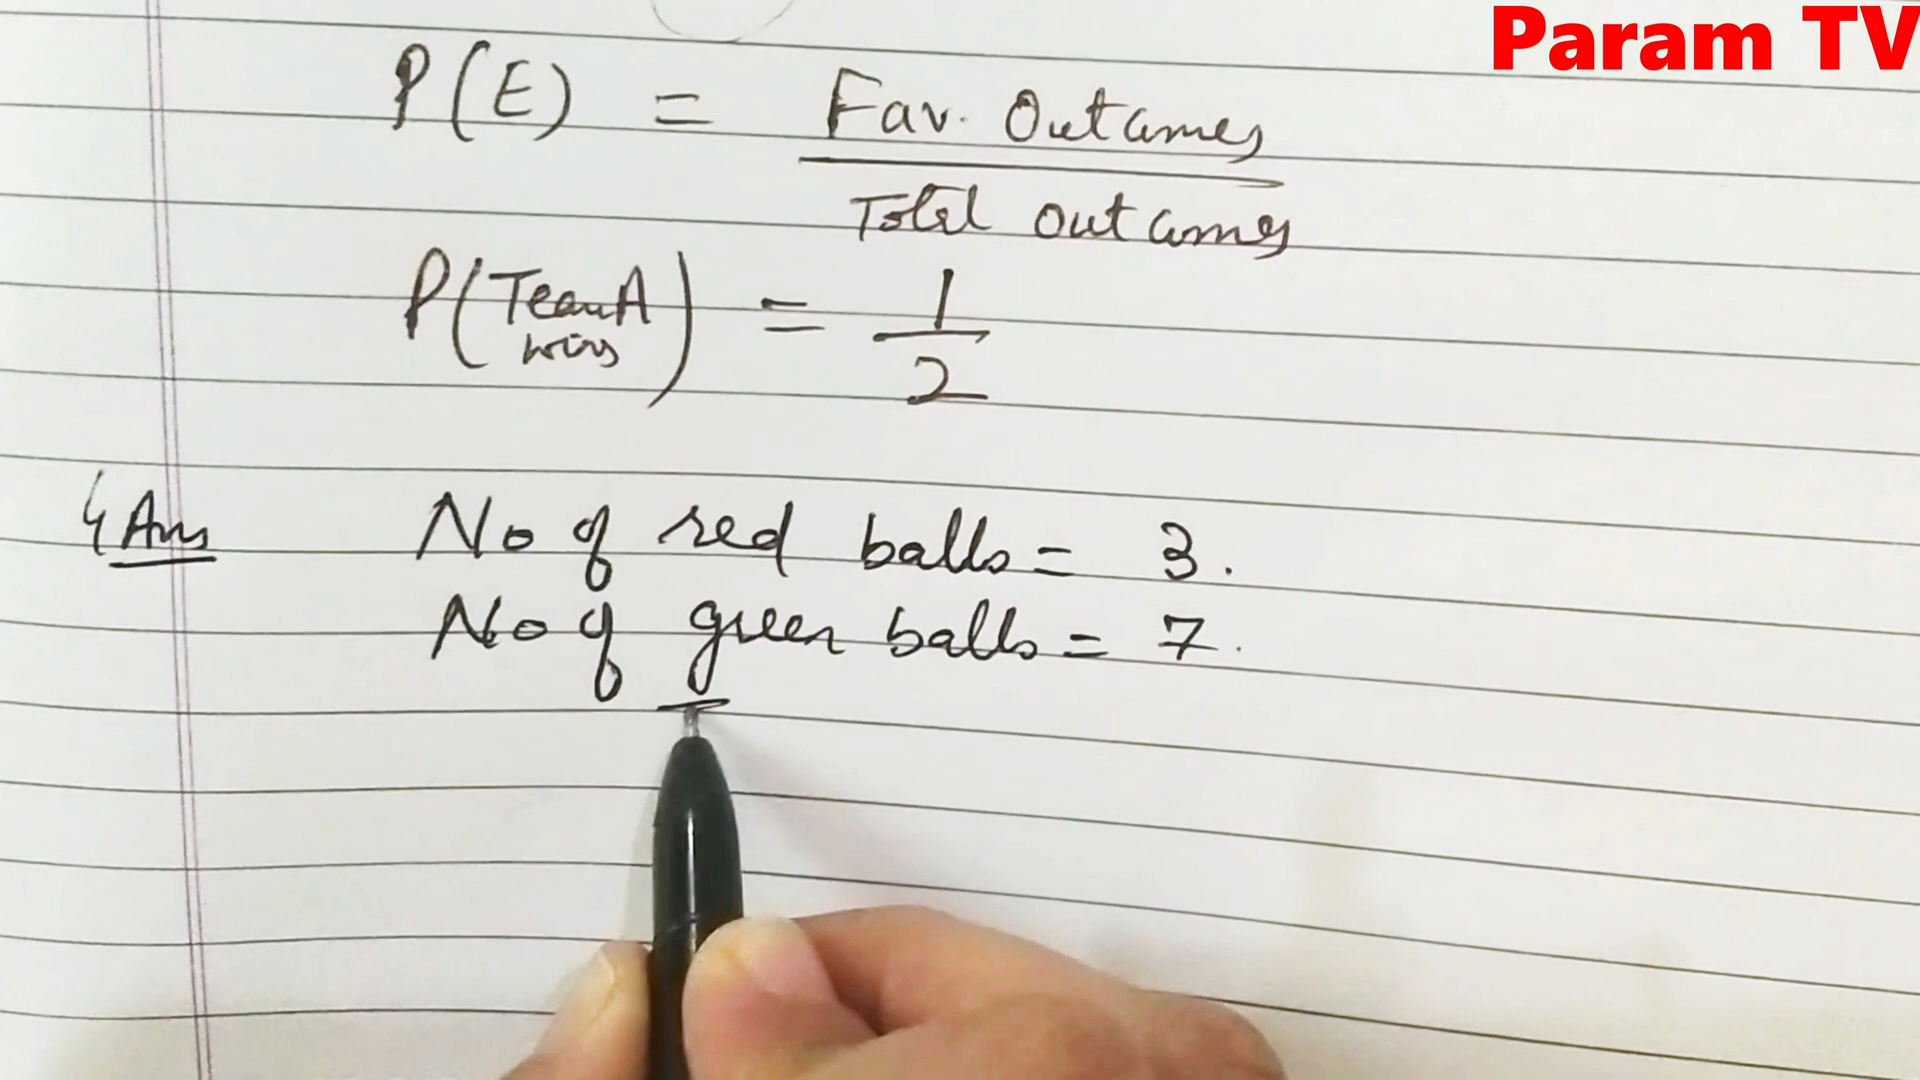 Param TV
P(E) = Fav. Outcomes
Total outcomes
P(Team A wins) = 1
2
4 Ans No of red balls = 3.
No of green balls = 7.